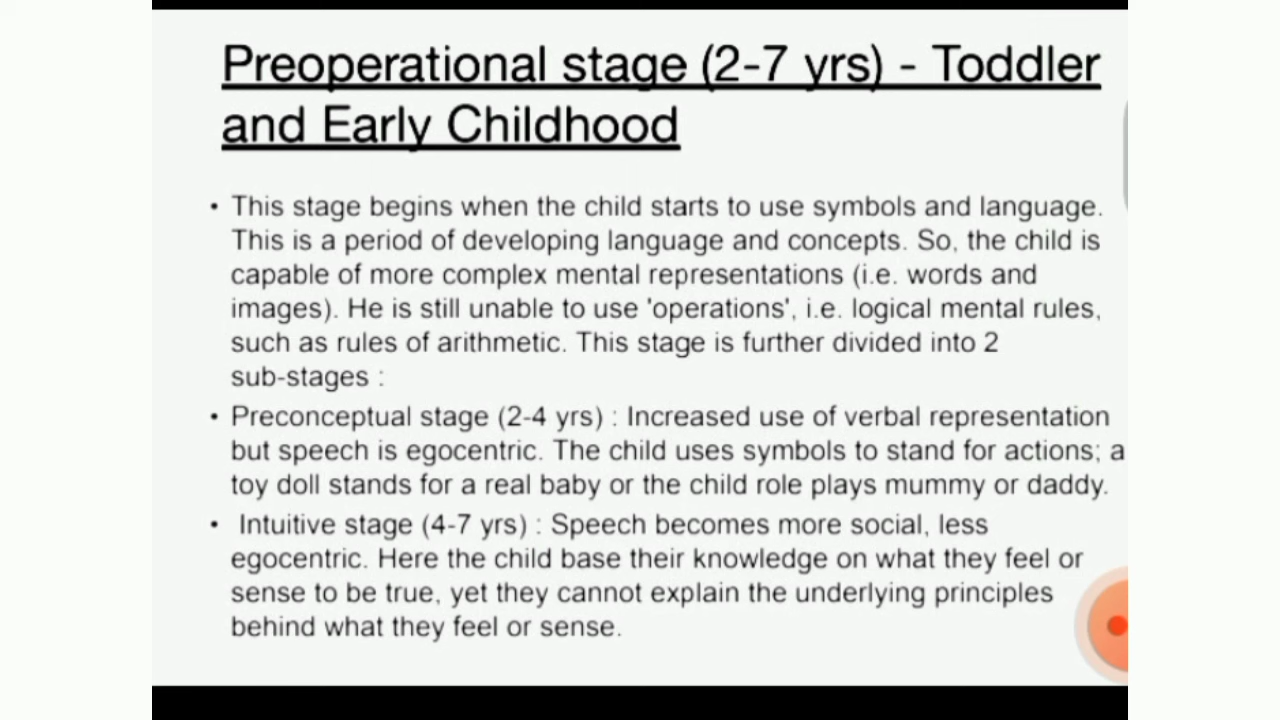 Preoperational stage (2-7 yrs) - Toddler
and Early Childhood
• This stage begins when the child starts to use symbols and language.
This is a period of developing language and concepts. So, the child is
capable of more complex mental representations (i.e. words and
images). He is still unable to use 'operations', i.e. logical mental rules,
such as rules of arithmetic. This stage is further divided into 2
sub-stages :
• Preconceptual stage (2-4 yrs) : Increased use of verbal representation
but speech is egocentric. The child uses symbols to stand for actions; a
toy doll stands for a real baby or the child role plays mummy or daddy.
• Intuitive stage (4-7 yrs) : Speech becomes more social, less
egocentric. Here the child base their knowledge on what they feel or
sense to be true, yet they cannot explain the underlying principles
behind what they feel or sense.